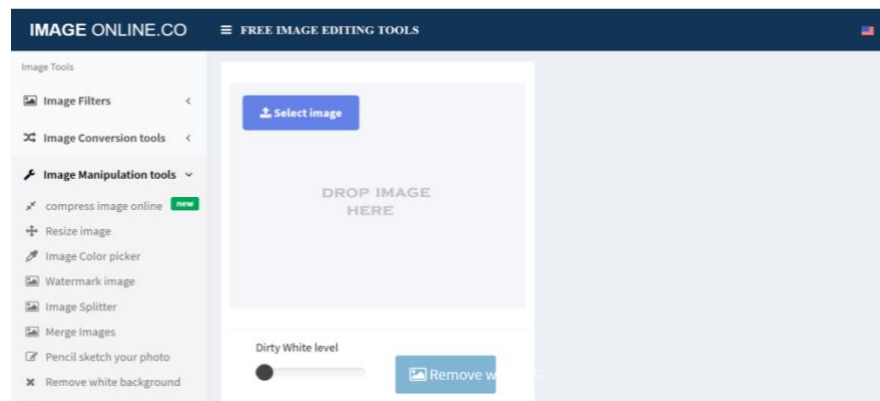 IMAGE ONLINE.CO
FREE IMAGE EDITING TOOLS
Image Tools
Image Filters
Image Conversion tools
Image Manipulation tools
compress image online new
Resize image
Image Color picker
Watermark image
Image Splitter
Merge Images
Pencil sketch your photo
Remove white background
Select image
DROP IMAGE
HERE
Dirty White level
Remove